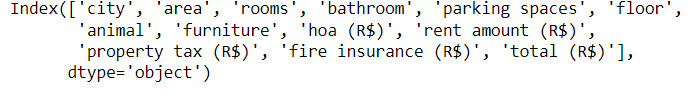 Index(['city', 'area', 'rooms', 'bathroom', 'parking spaces', 'floor',
'animal', 'furniture', 'hoa (R$)', 'rent amount (R$)',
'property tax (R$)', 'fire insurance (R$)', 'total (R$)'],
dtype='object')